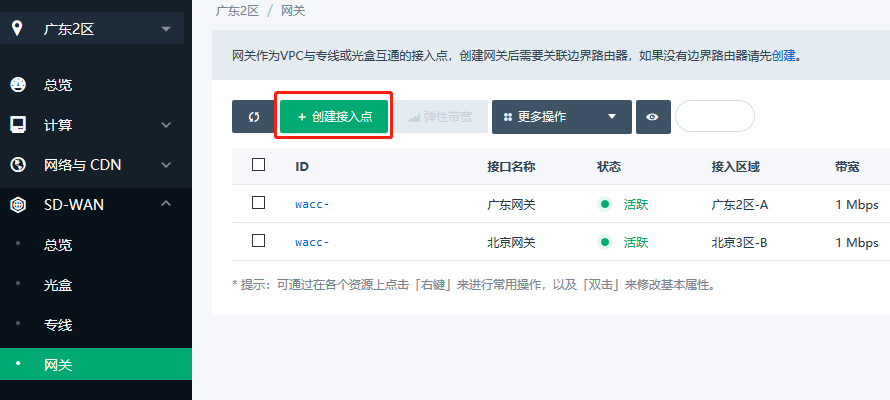 广东2区
总览
计算
网络与 CDN
SD-WAN
总览
光盒
专线
网关
广东2区 / 网关
网关作为VPC与专线或光盒互通的接入点，创建网关后需要关联边界路由器，如果没有边界路由器请先创建。
+ 创建接入点 弹性带宽 更多操作
ID 接口名称 状态 接入区域 带宽
wacc- 广东网关 活跃 广东2区-A 1 Mbps
wacc- 北京网关 活跃 北京3区-B 1 Mbps
* 提示：可通过在各个资源上点击「右键」来进行常用操作，以及「双击」来修改基本属性。